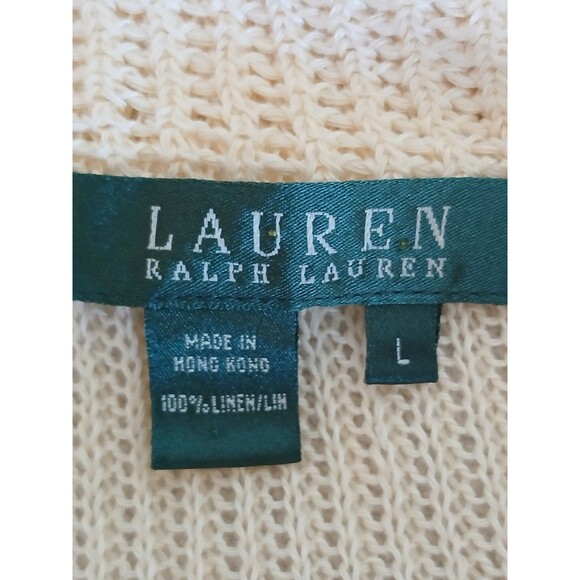 LAUREN
RALPH LAUREN
MADE IN
HONG KONG
100% LINEN/LIN
L